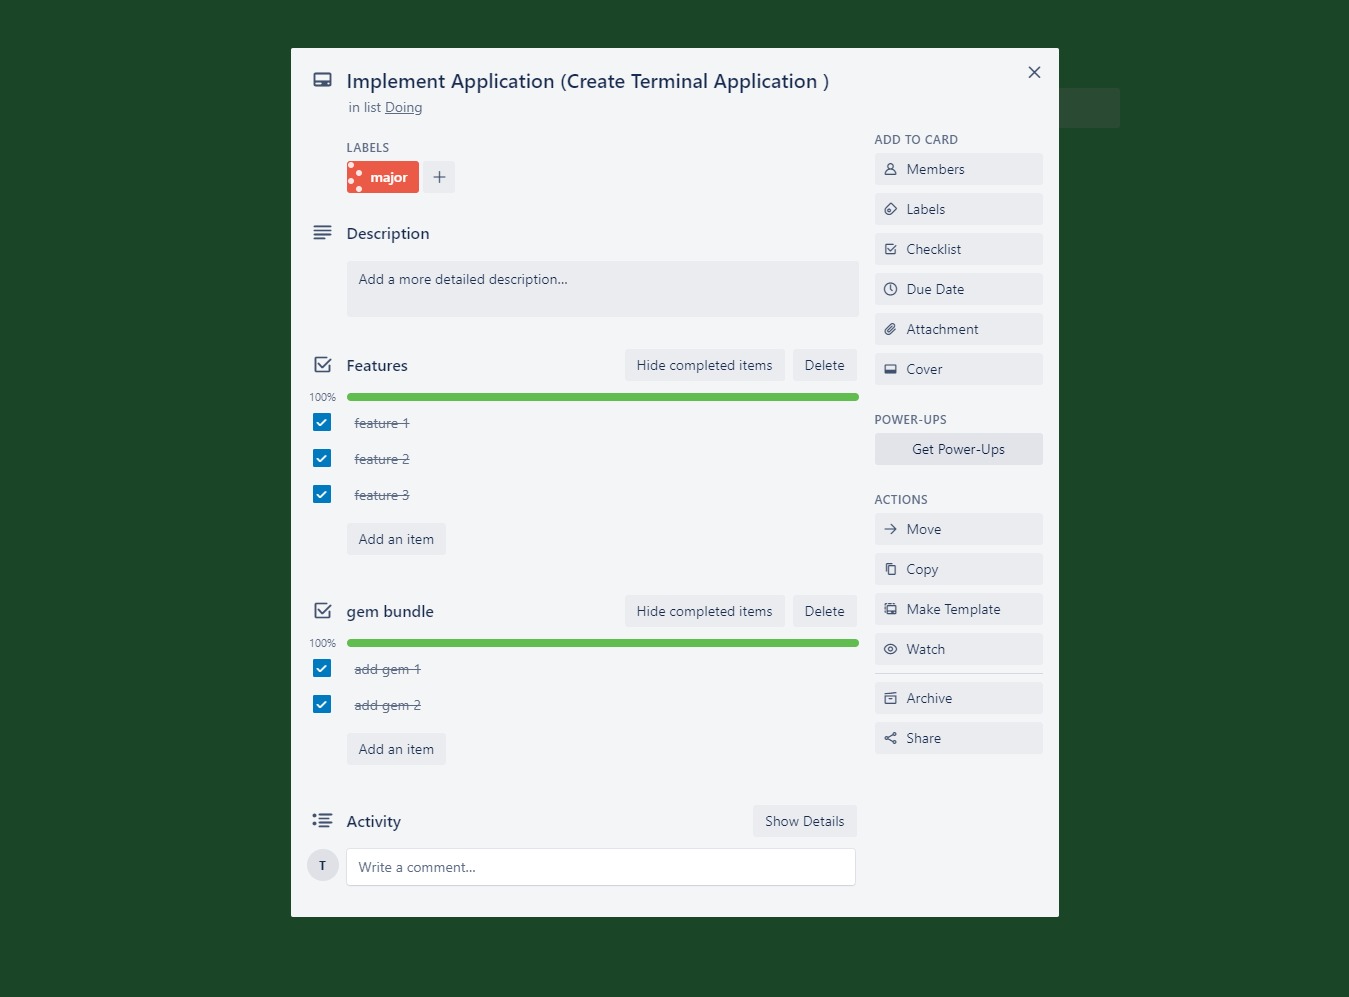 Implement Application (Create Terminal Application )
in list Doing
LABELS
major
Description
Add a more detailed description...
Features
Hide completed items
Delete
100%
feature 1
feature 2
feature 3
Add an item
gem bundle
Hide completed items
Delete
100%
add gem 1
add gem 2
Add an item
Activity
Show Details
T
Write a comment...
ADD TO CARD
Members
Labels
Checklist
Due Date
Attachment
Cover
POWER-UPS
Get Power-Ups
ACTIONS
Move
Copy
Make Template
Watch
Archive
Share